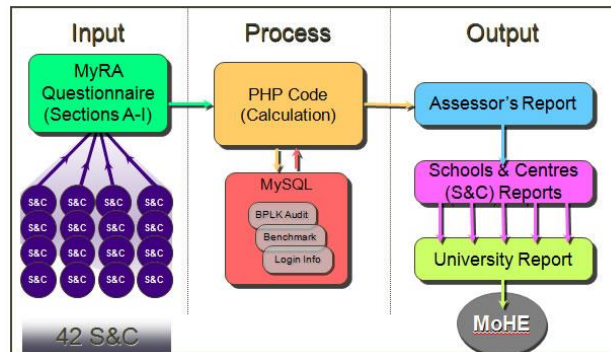 Input
Process
Output
MyRA
Questionnaire
(Sections A-I)
PHP Code
(Calculation)
Assessor's Report
MySQL
BPLK Audit
Benchmark
Login Info
Schools & Centres
(S&C) Reports
S&C S&C S&C S&C
S&C S&C S&C S&C
S&C S&C S&C S&C
S&C S&C S&C S&C
University Report
42 S&C
MoHE